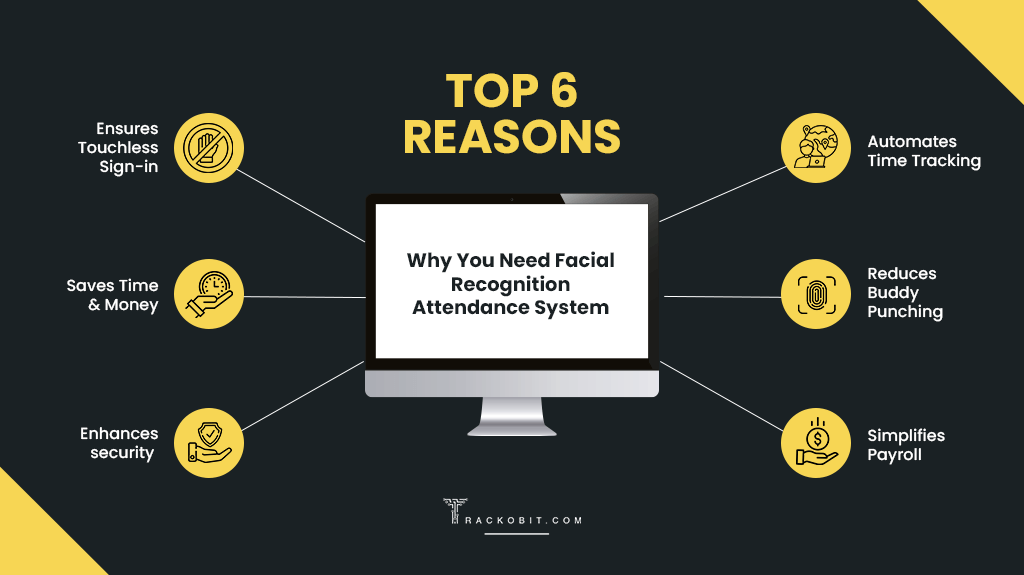 TOP 6
REASONS
Ensures
Touchless
Sign-in
Saves Time
& Money
Enhances
security
Why You Need Facial
Recognition
Attendance System
Automates
Time Tracking
Reduces
Buddy
Punching
$
Simplifies
Payroll
TRACKOBIT.COM